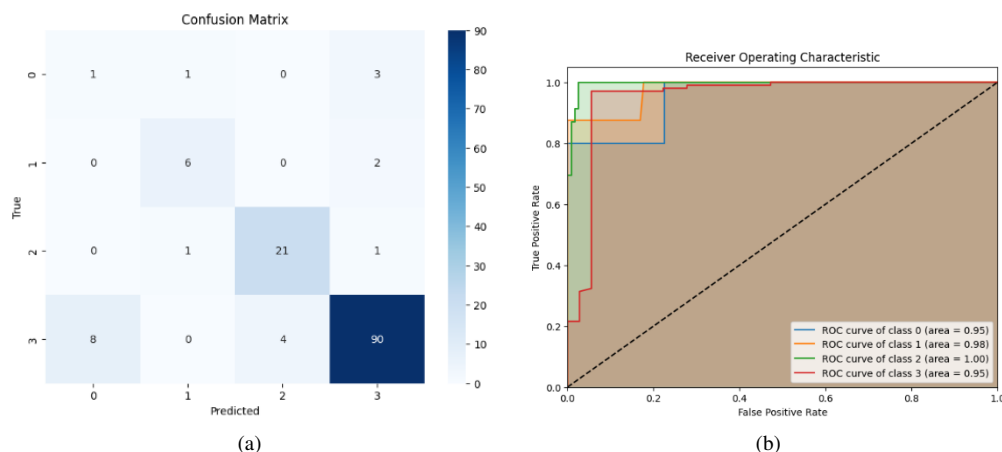 Confusion Matrix
True
0 1 1 0 3
1 0 6 0 2
2 0 1 21 1
3 8 0 4 90
0 1 2 3
Predicted
90
80
70
60
50
40
30
20
10
0
(a)
Receiver Operating Characteristic
True Positive Rate
1.0
0.8
0.6
0.4
0.2
0.0
ROC curve of class 0 (area = 0.95)
ROC curve of class 1 (area = 0.98)
ROC curve of class 2 (area = 1.00)
ROC curve of class 3 (area = 0.95)
0.0 0.2 0.4 0.6 0.8 1.0
False Positive Rate
(b)